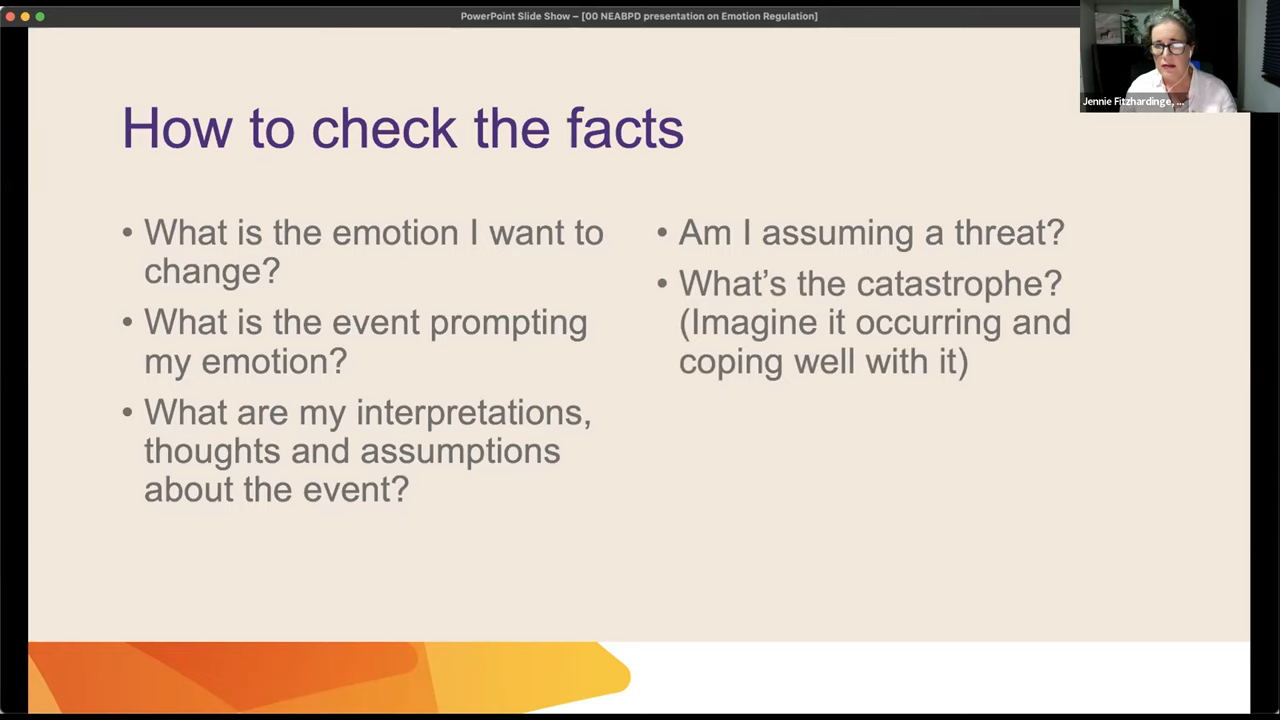 PowerPoint Slide Show – [00 NEABPD presentation on Emotion Regulation]
Jennie Fitzhardinge, ...
How to check the facts
• What is the emotion I want to
change?
• What is the event prompting
my emotion?
• What are my interpretations,
thoughts and assumptions
about the event?
• Am I assuming a threat?
• What’s the catastrophe?
(Imagine it occurring and
coping well with it)